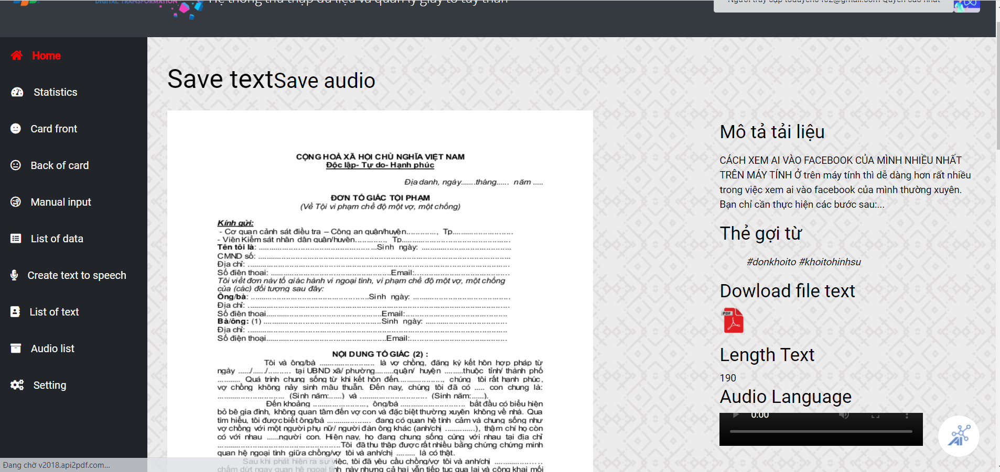 DIGITAL TRANSFORMATION
Hệ thống thu thập dữ liệu và quản lý giấy tờ tùy thân
Home
Statistics
Card front
Back of card
Manual input
List of data
Create text to speech
List of text
Audio list
Setting
Save textSave audio
CỘNG HOÀ XÃ HỘI CHỦ NGHĨA VIỆT NAM
Độc lập- Tự do- Hạnh phúc
Địa danh, ngày.......tháng...... năm .....
ĐƠN TỐ GIÁC TỘI PHẠM
(Về Tội vi phạm chế độ một vợ, một chồng)
Kính gửi:
- Cơ quan cảnh sát điều tra – Công an quận/huyện............., Tp..........................
- Viện Kiểm sát nhân dân quận/huyện............., Tp..............................................
Tên tôi là: ....................................................Sinh ngày: .......................................
CMND số: ..............................................................................................................
Địa chỉ: ...................................................................................................................
Số điện thoại: .....................................................Email:.........................................
Tôi viết đơn này tố giác hành vi ngoại tình, vi phạm chế độ một vợ, một chồng
của (các) đối tượng sau đây:
Ông/bà: ...................................................Sinh ngày: ..........................................
Địa chỉ: ...................................................................................................................
Số điện thoại..................................................Email:............................................
Bà/ông: (1) ...................................................Sinh ngày: ...................................
Địa chỉ: ..................................................................................................................
Số điện thoại....................................................Email:..........................................
NỘI DUNG TỐ GIÁC (2) :
Tôi và ông/bà ........................ là vợ chồng, đăng ký kết hôn hợp pháp từ
ngày ....../....../.......... tại UBND xã/ phường........quận/ huyện ........thuộc tỉnh/ thành phố
.......... Quá trình chung sống từ khi kết hôn đến..................., chúng tôi rất hạnh phúc,
vợ chồng không nảy sinh mâu thuẫn. Đến nay, chúng tôi đã có ..... con chung là:
............................. (Sinh năm:......) và ............................. (Sinh năm:......).
Đến khoảng ......................., ông/bà ............................ bắt đầu có biểu hiện
bỏ bê gia đình, không quan tâm đến vợ con và đặc biệt thường xuyên không về nhà. Qua
tìm hiểu, tôi được biết ông/bà ................... đang có quan hệ tình cảm và chung sống như
vợ chồng với một người phụ nữ/ người đàn ông khác (anh/chị .............), thậm chí họ còn
có với nhau ......người con. Hiện nay, họ đang chung sống cùng với nhau tại địa chỉ
.....................................................Tôi đã thu thập được rất nhiều bằng chứng chứng minh
quan hệ ngoại tình giữa chồng/vợ tôi và anh/chị ......... là có thật.
Sau khi phát hiện ra sự việc, tôi đã yêu cầu chồng/vợ tôi và anh/chị .....................
chấm dứt ngay quan hệ ngoại tình này nhưng cả hai vẫn tiếp tục qua lại và công khai mối
Mô tả tải liệu
CÁCH XEM AI VÀO FACEBOOK CỦA MÌNH NHIỀU NHẤT
TRÊN MÁY TÍNH Ở trên máy tính thì dễ dàng hơn rất nhiều
trong việc xem ai vào facebook của mình thường xuyên.
Bạn chỉ cần thực hiện các bước sau:...
Thẻ gợi từ
#donkhoito #khoitohinhsu
Dowload file text
PDF
Length Text
190
Audio Language
0:00
AI
Đang chờ v2018.api2pdf.com...